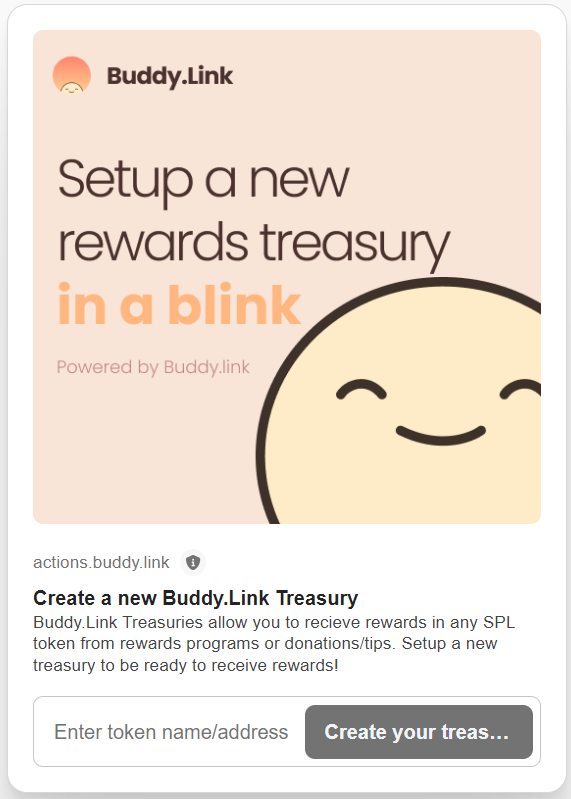 Buddy.Link
Setup a new
rewards treasury
in a blink
Powered by Buddy.link
actions.buddy.link
Create a new Buddy.Link Treasury
Buddy.Link Treasuries allow you to recieve rewards in any SPL
token from rewards programs or donations/tips. Setup a new
treasury to be ready to receive rewards!
Enter token name/address
Create your treas...